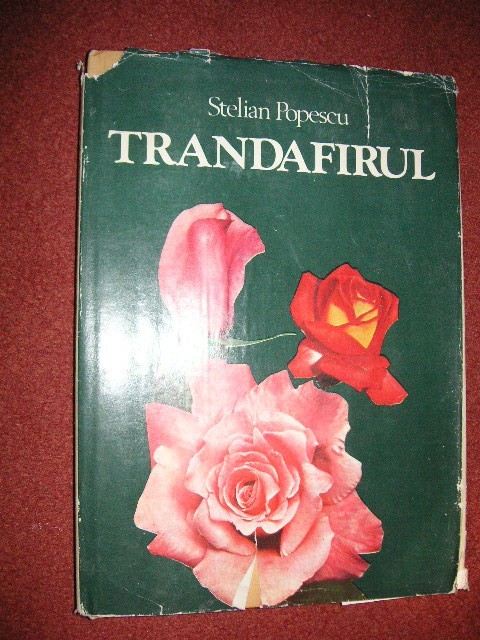 Stelian Popescu
TRANDAFIRUL